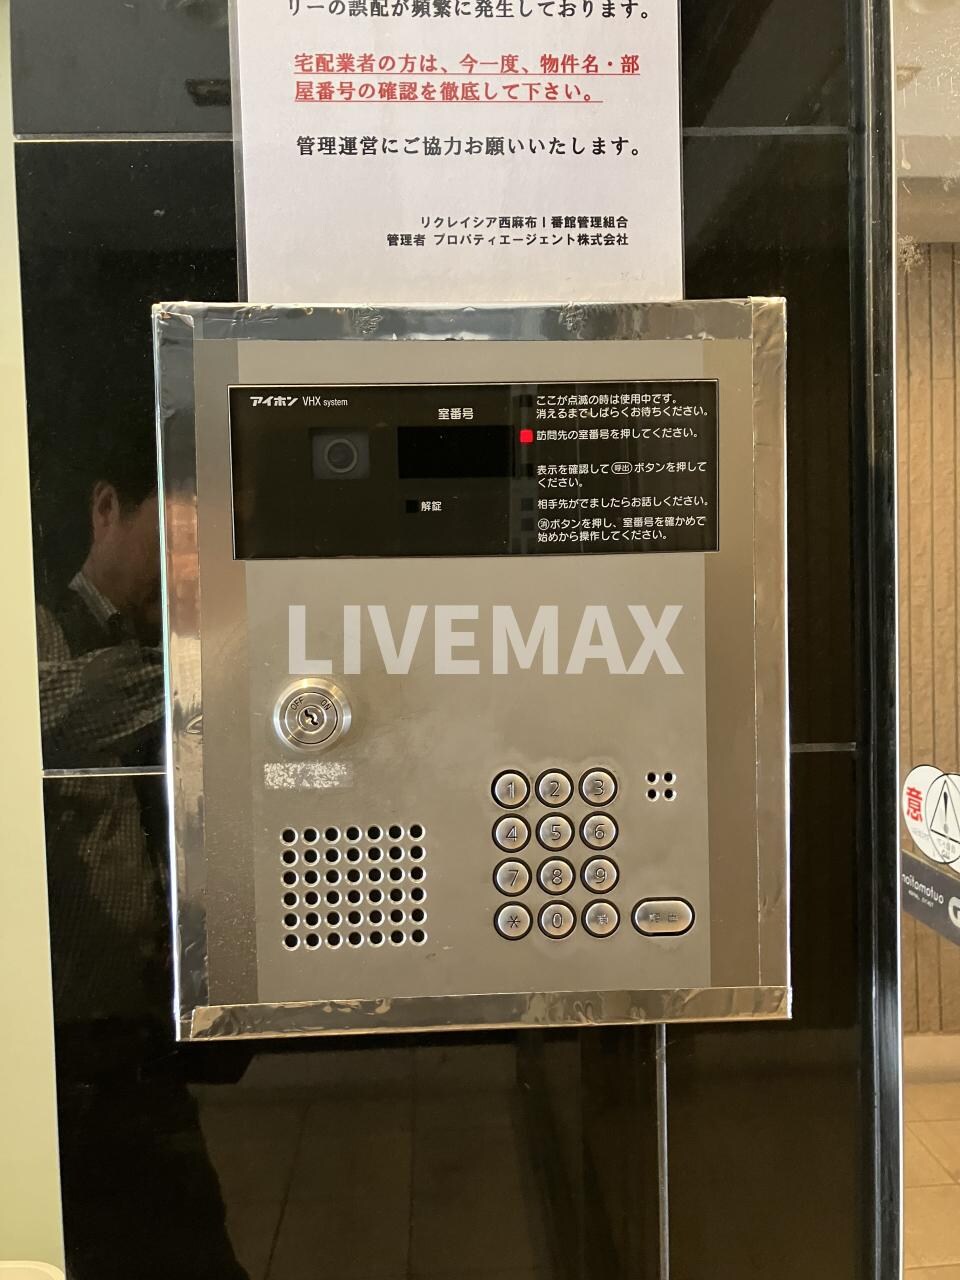 リーの誤配が頻繁に発生しております。
宅配業者の方は、今一度、物件名・部
屋番号の確認を徹底して下さい。
管理運営にご協力お願いいたします。
リクレイシア西麻布Ⅰ番館管理組合
管理者 プロパティエージェント株式会社
アイホン VHX system
室番号
解錠
ここが点滅の時は使用中です。
消えるまでしばらくお待ちください。
訪問先の室番号を押してください。
表示を確認して呼出ボタンを押して
ください。
相手先がでましたらお話しください。
消ボタンを押し、室番号を確かめて
始めから操作してください。
LIVEMAX
OFF ON
1 2 3
4 5 6
7 8 9
* 0
意
automation